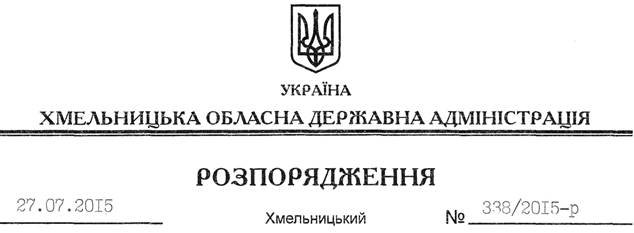 УКРАЇНА
ХМЕЛЬНИЦЬКА ОБЛАСНА ДЕРЖАВНА АДМІНІСТРАЦІЯ
РОЗПОРЯДЖЕННЯ
27.07.2015 Хмельницький № 338/2015-р